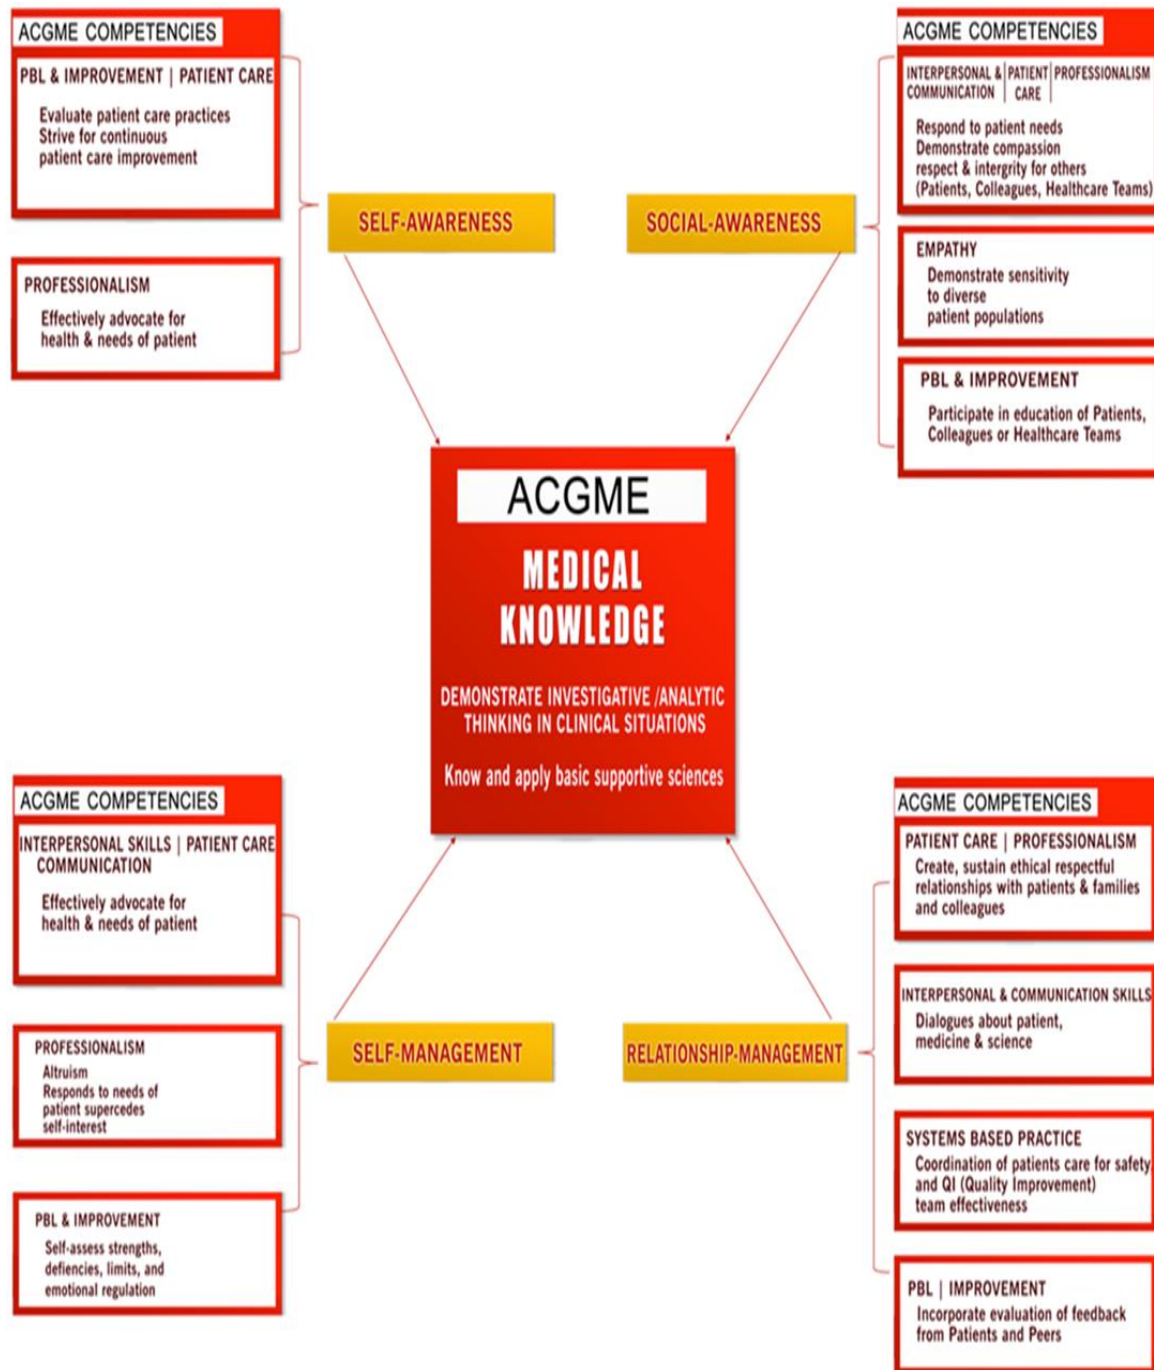 ACGME COMPETENCIES
PBL & IMPROVEMENT | PATIENT CARE
Evaluate patient care practices
Strive for continuous
patient care improvement
PROFESSIONALISM
Effectively advocate for
health & needs of patient
SELF-AWARENESS
SOCIAL-AWARENESS
ACGME COMPETENCIES
INTERPERSONAL & | PATIENT | PROFESSIONALISM
COMMUNICATION | CARE |
Respond to patient needs
Demonstrate compassion
respect & intergrity for others
(Patients, Colleagues, Healthcare Teams)
EMPATHY
Demonstrate sensitivity
to diverse
patient populations
PBL & IMPROVEMENT
Participate in education of Patients,
Colleagues or Healthcare Teams
ACGME
MEDICAL
KNOWLEDGE
DEMONSTRATE INVESTIGATIVE /ANALYTIC
THINKING IN CLINICAL SITUATIONS
Know and apply basic supportive sciences
ACGME COMPETENCIES
INTERPERSONAL SKILLS | PATIENT CARE
COMMUNICATION
Effectively advocate for
health & needs of patient
PROFESSIONALISM
Altruism
Responds to needs of
patient supercedes
self-interest
PBL & IMPROVEMENT
Self-assess strengths,
defiencies, limits, and
emotional regulation
SELF-MANAGEMENT
RELATIONSHIP-MANAGEMENT
ACGME COMPETENCIES
PATIENT CARE | PROFESSIONALISM
Create, sustain ethical respectful
relationships with patients & families
and colleagues
INTERPERSONAL & COMMUNICATION SKILLS
Dialogues about patient,
medicine & science
SYSTEMS BASED PRACTICE
Coordination of patients care for safety
and QI (Quality Improvement)
team effectiveness
PBL | IMPROVEMENT
Incorporate evaluation of feedback
from Patients and Peers